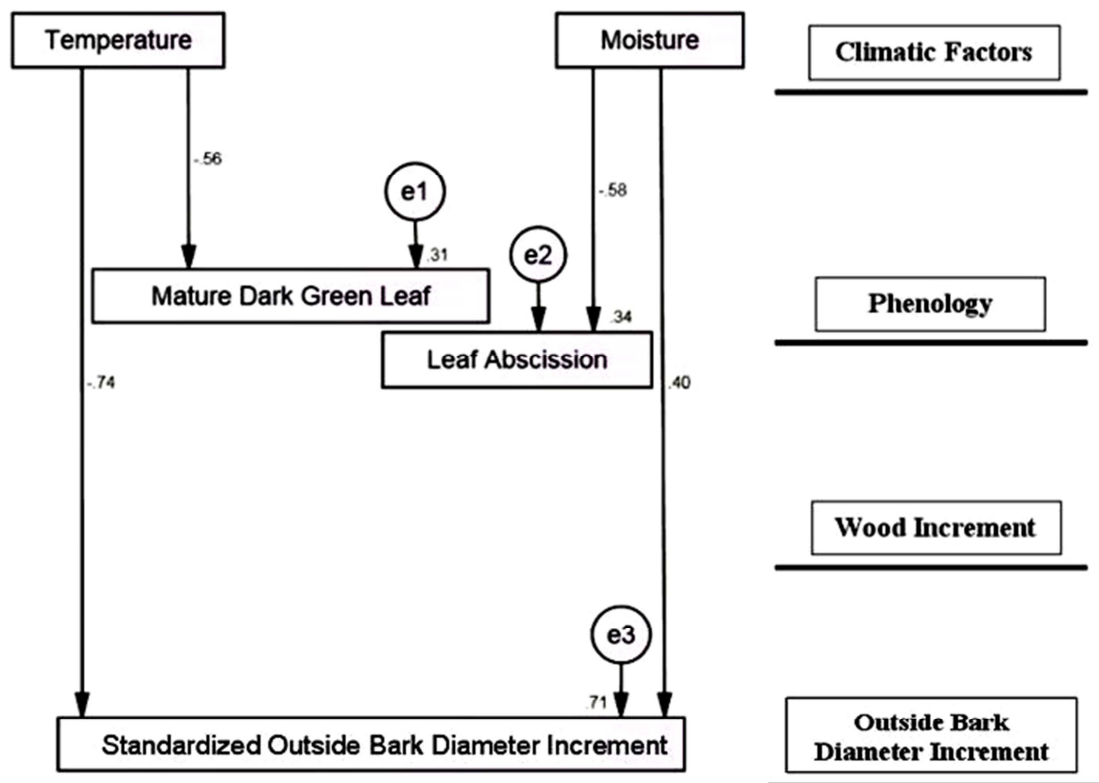 Temperature
Moisture
Climatic Factors
-.56
e1
-.58
.31
e2
Mature Dark Green Leaf
Phenology
.34
Leaf Abscission
-.74
.40
Wood Increment
e3
.71
Standardized Outside Bark Diameter Increment
Outside Bark
Diameter Increment